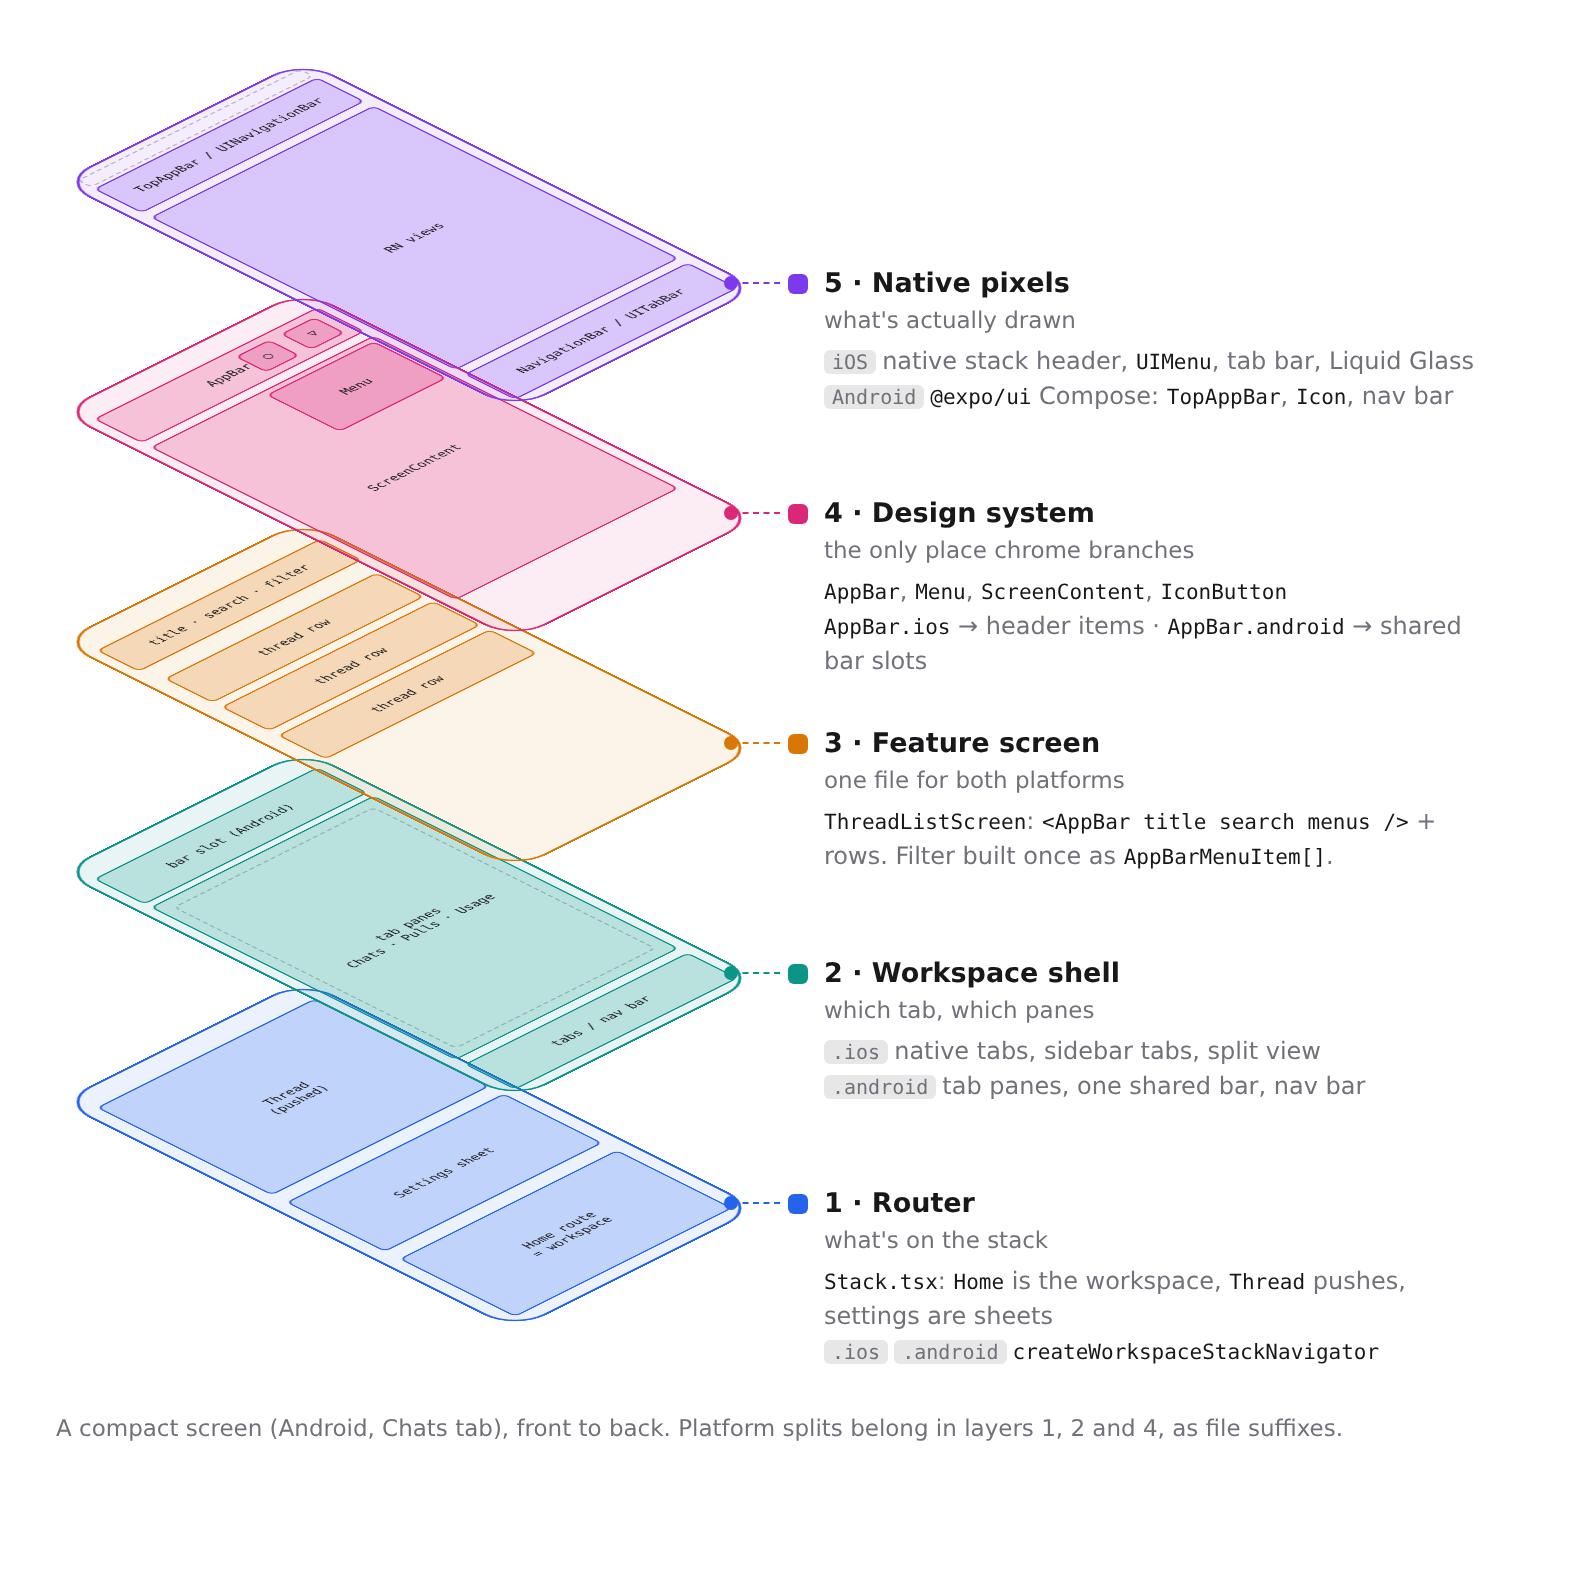 TopAppBar / UINavigationBar
RN views
NavigationBar / UITabBar
5 · Native pixels
what's actually drawn
iOS native stack header, UIMenu, tab bar, Liquid Glass
Android @expo/ui Compose: TopAppBar, Icon, nav bar
AppBar
Menu
ScreenContent
4 · Design system
the only place chrome branches
AppBar, Menu, ScreenContent, IconButton
AppBar.ios → header items · AppBar.android → shared
bar slots
title · search · filter
thread row
thread row
thread row
3 · Feature screen
one file for both platforms
ThreadListScreen: <AppBar title search menus /> +
rows. Filter built once as AppBarMenuItem[].
bar slot (Android)
tab panes
Chats · Pulls · Usage
tabs / nav bar
2 · Workspace shell
which tab, which panes
.ios native tabs, sidebar tabs, split view
.android tab panes, one shared bar, nav bar
Thread
(pushed)
Settings sheet
Home route
= workspace
1 · Router
what's on the stack
Stack.tsx: Home is the workspace, Thread pushes,
settings are sheets
.ios .android createWorkspaceStackNavigator
A compact screen (Android, Chats tab), front to back. Platform splits belong in layers 1, 2 and 4, as file suffixes.